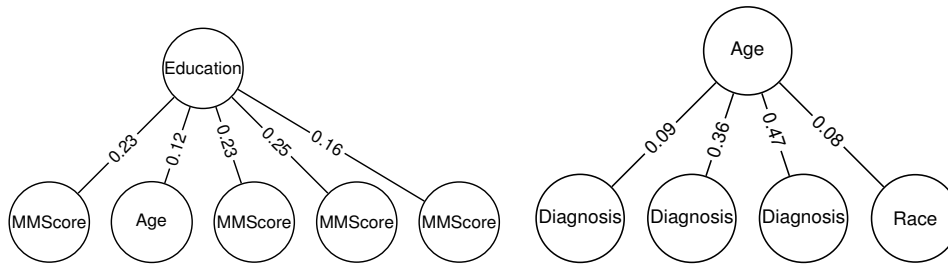 Education
0.23
0.12
0.23
0.25
0.16
MMScore
Age
MMScore
MMScore
MMScore
Age
0.09
0.36
0.47
0.08
Diagnosis
Diagnosis
Diagnosis
Race